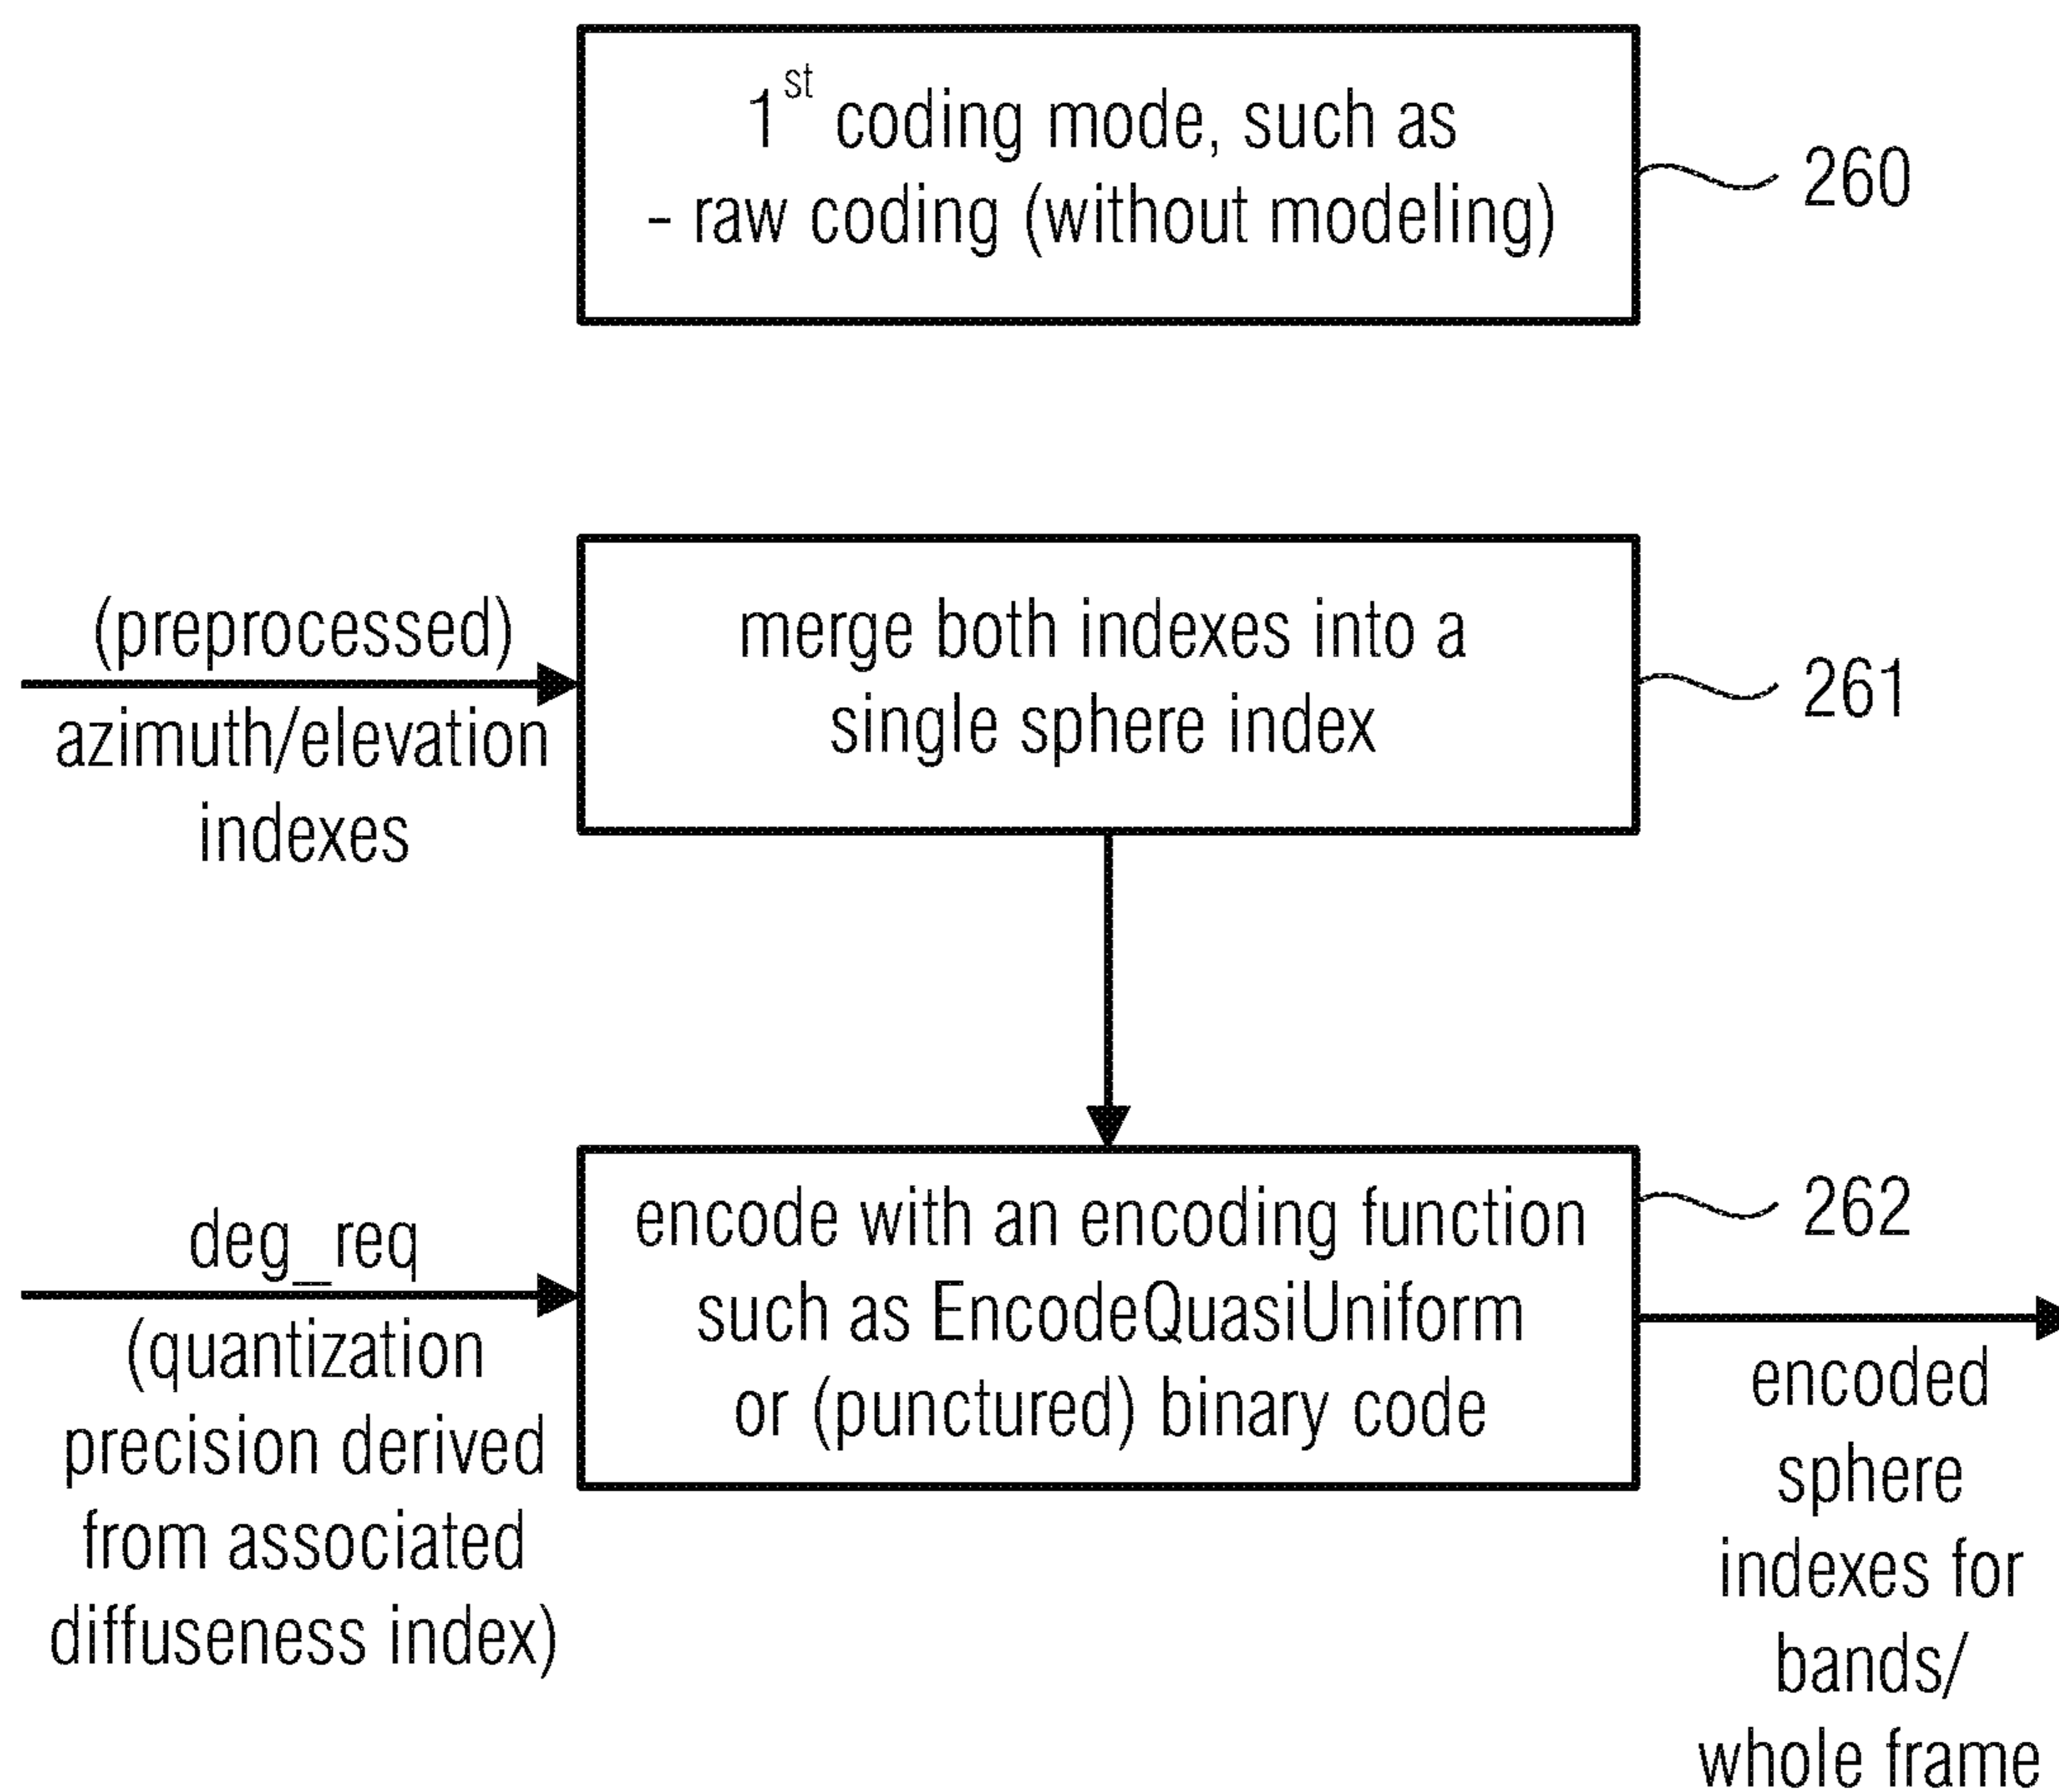 1st coding mode, such as
- raw coding (without modeling)
260
(preprocessed)
azimuth/elevation
indexes
merge both indexes into a
single sphere index
261
deg_req
(quantization
precision derived
from associated
diffuseness index)
encode with an encoding function
such as EncodeQuasiUniform
or (punctured) binary code
262
encoded
sphere
indexes for
bands/
whole frame